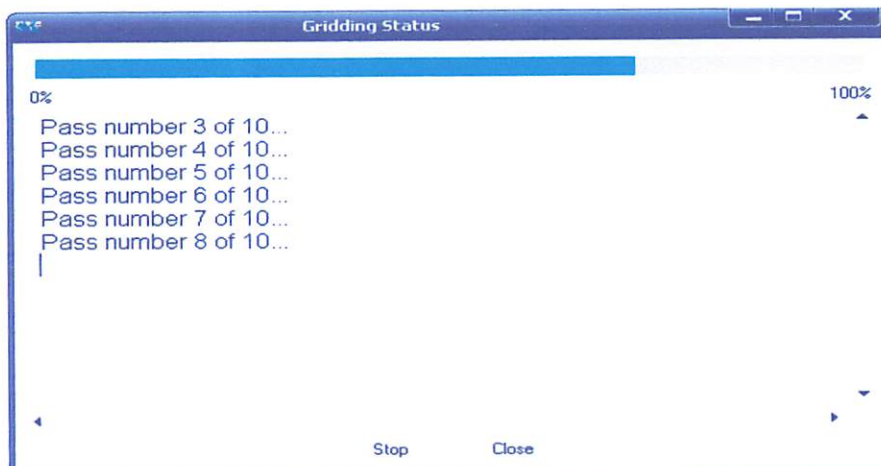 Gridding Status
0% 100%
Pass number 3 of 10...
Pass number 4 of 10...
Pass number 5 of 10...
Pass number 6 of 10...
Pass number 7 of 10...
Pass number 8 of 10...
Stop Close